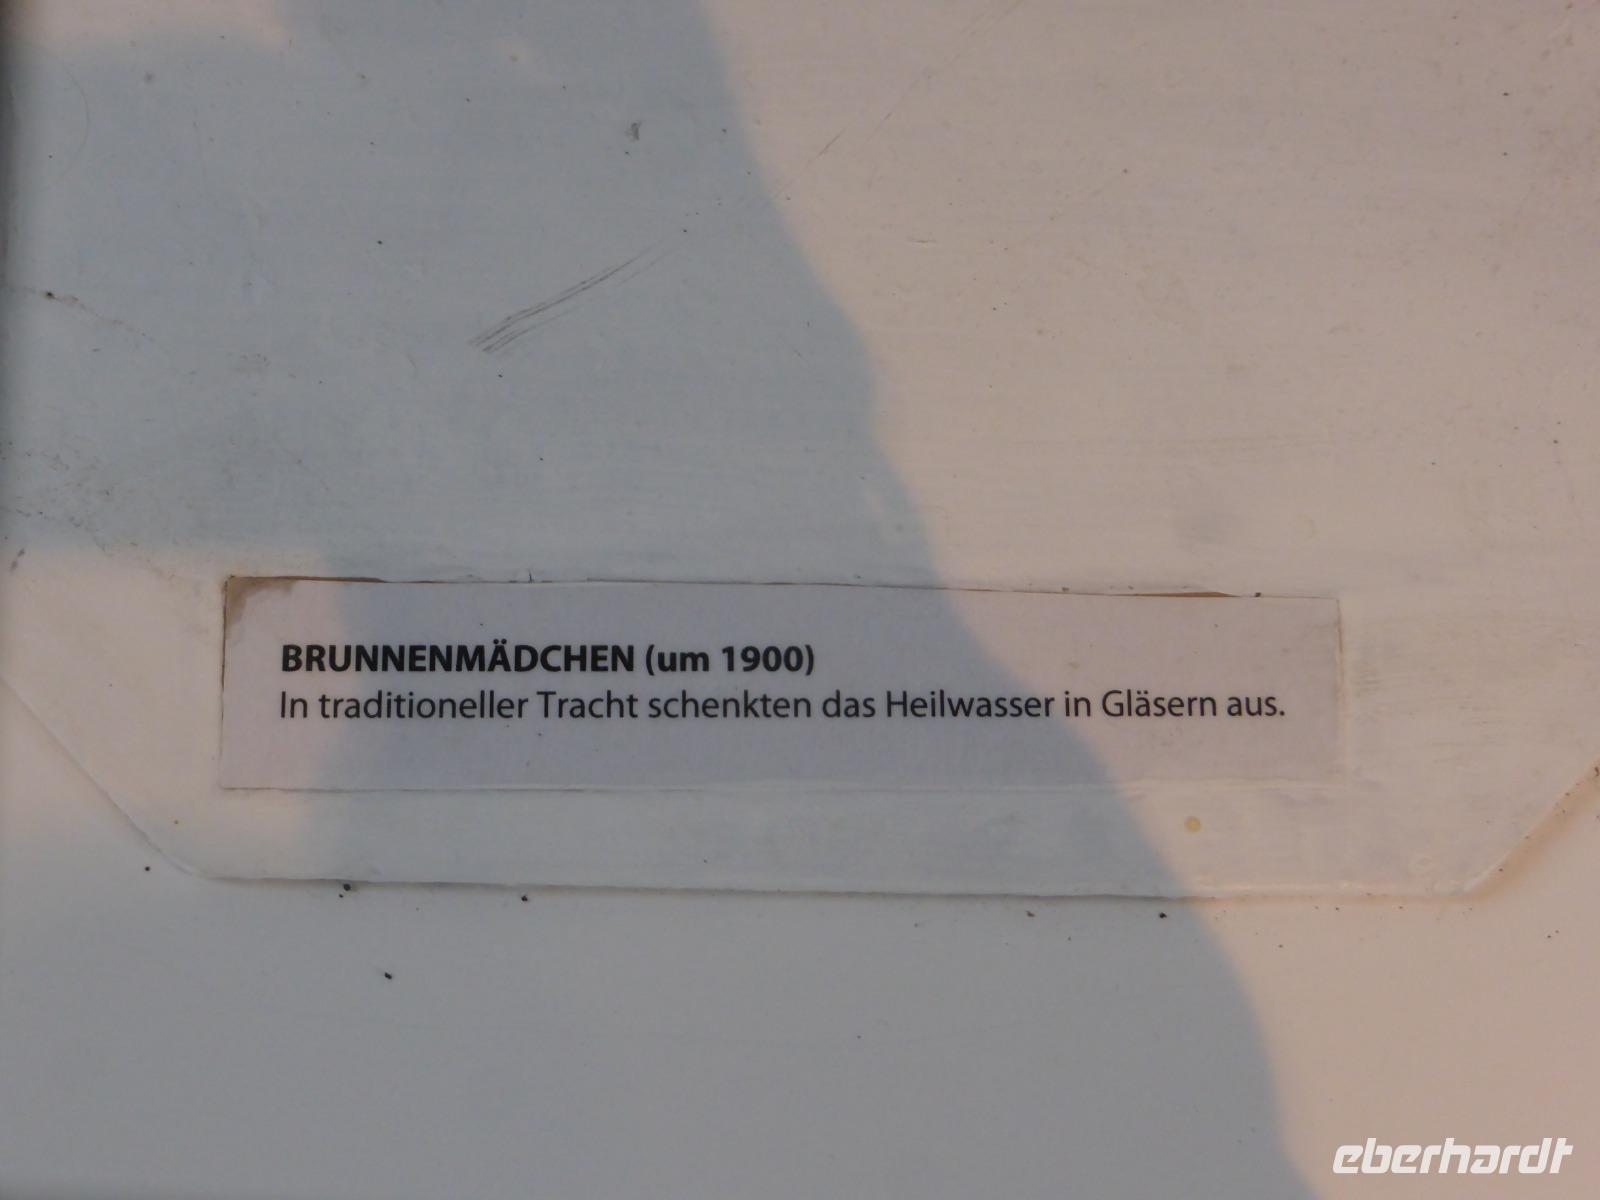 BRUNNENMÄDCHEN (um 1900)
In traditioneller Tracht schenkten das Heilwasser in Gläsern aus.
eberhardt